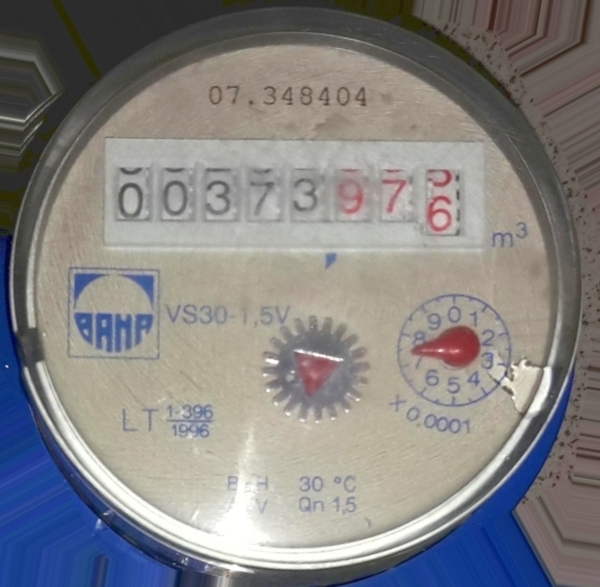 07.348404
00373976
m³
BAMP
VS30-1,5V
0 1 2 3 4 5 6 7 8 9
×0.0001
LT 1-396
1996
H 30 °C
V Qn 1,5